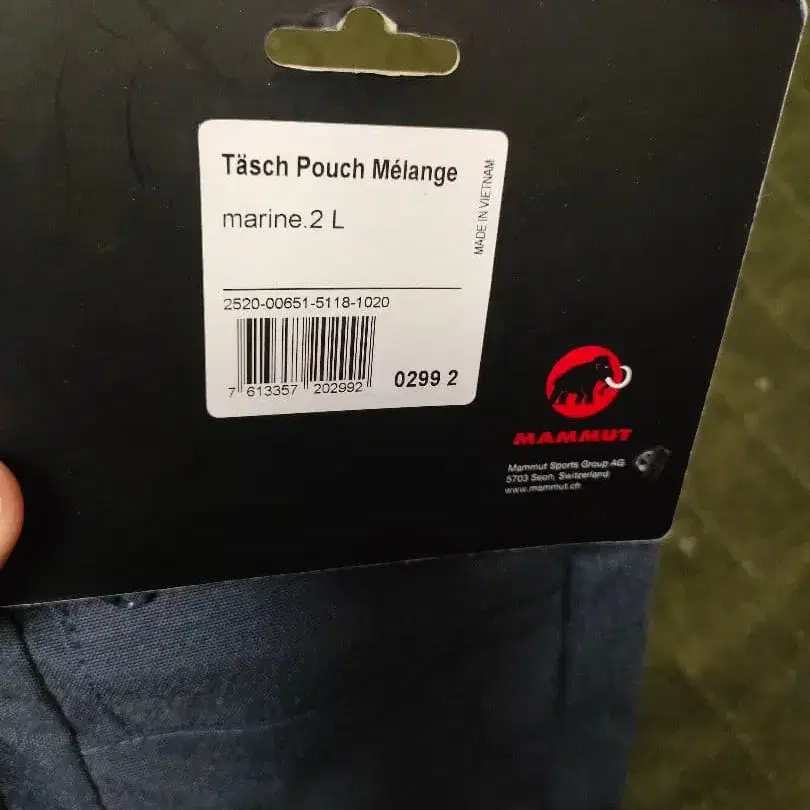 Täsch Pouch Mélange
marine.2 L
MADE IN VIETNAM
2520-00651-5118-1020
7 613357 202992
0299 2
MAMMUT
Mammut Sports Group AG
5703 Seon, Switzerland
www.mammut.ch